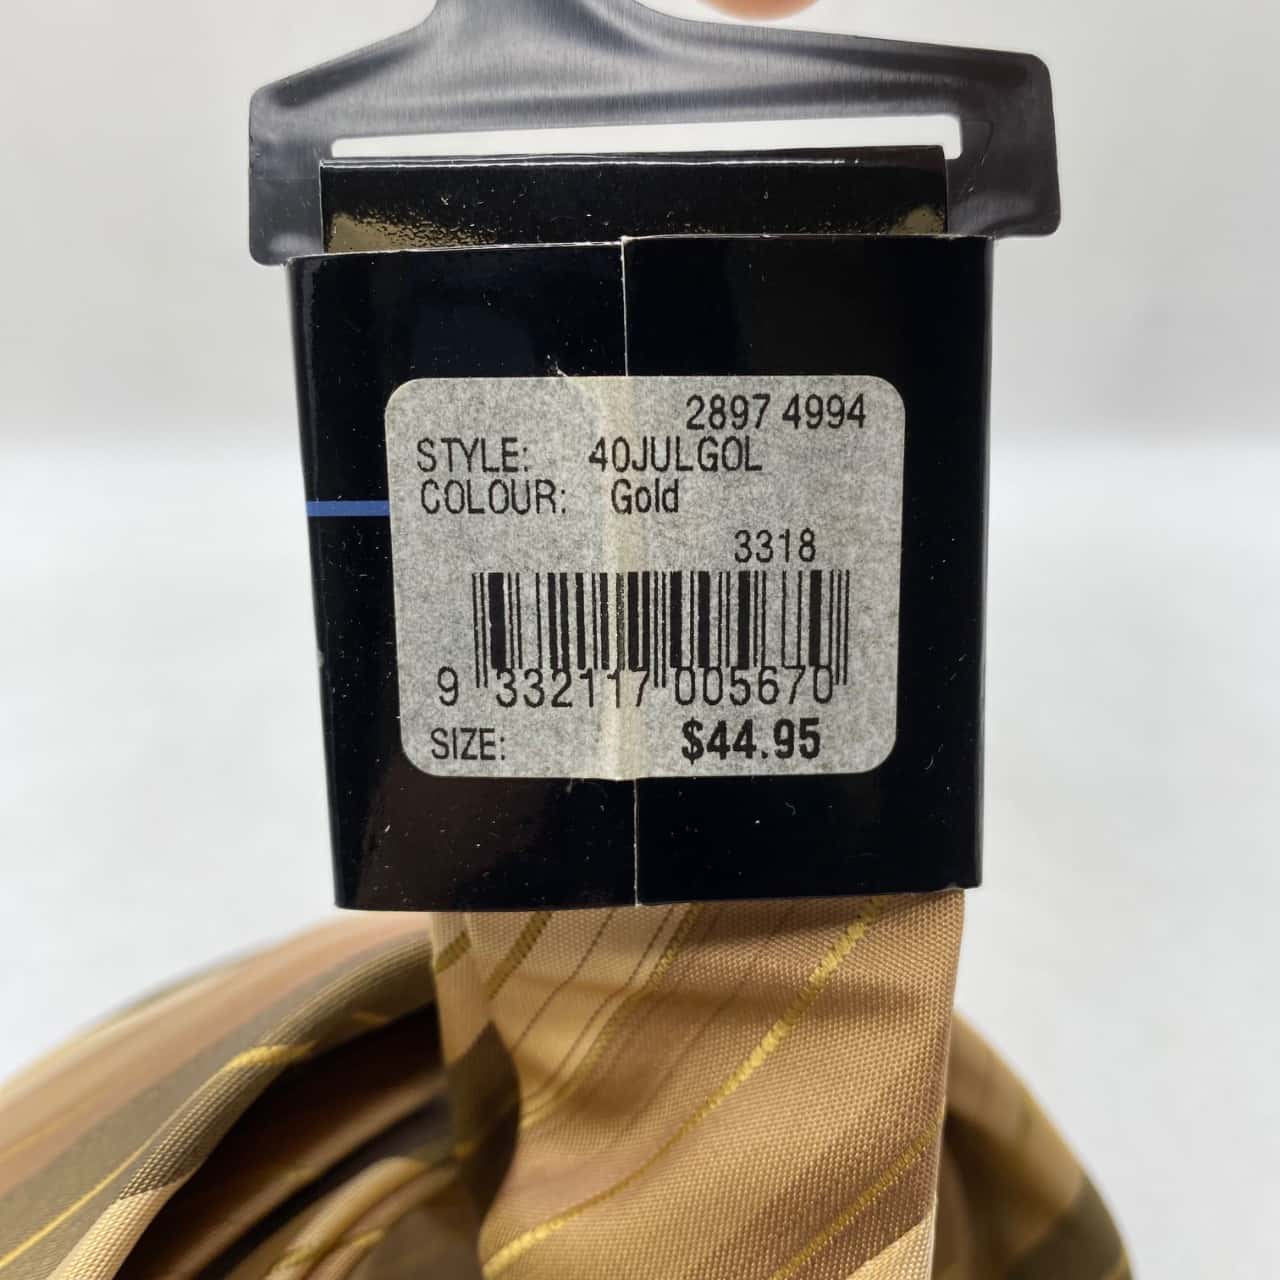 2897 4994
STYLE: 40JULGOL
COLOUR: Gold
3318
9 332117 005670
SIZE: $44.95